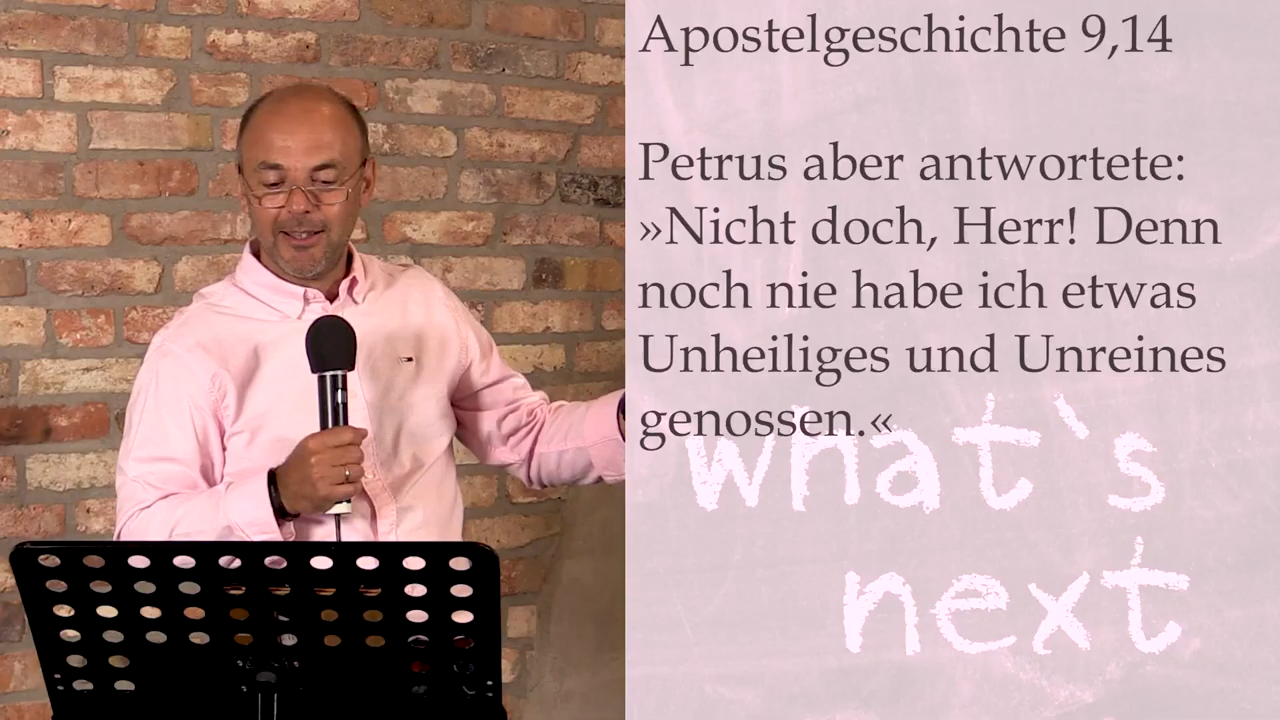 Apostelgeschichte 9,14
Petrus aber antwortete:
»Nicht doch, Herr! Denn
noch nie habe ich etwas
Unheiliges und Unreines
genossen.«
what`s
next